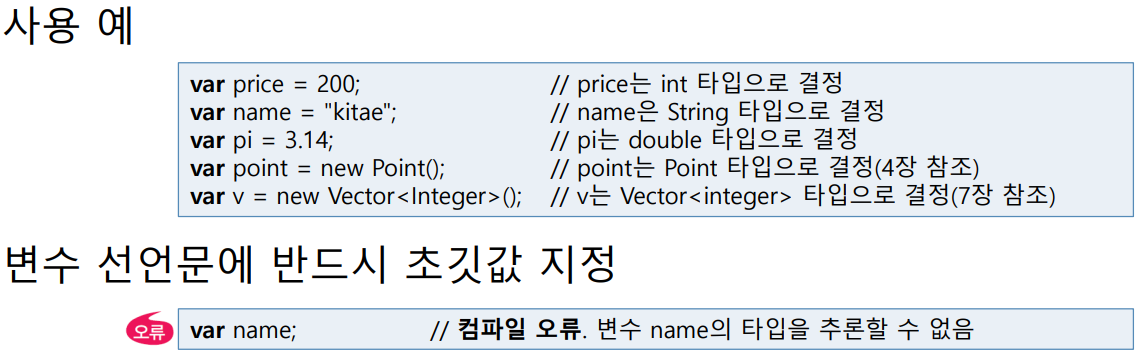 사용 예
var price = 200; // price는 int 타입으로 결정
var name = "kitae"; // name은 String 타입으로 결정
var pi = 3.14; // pi는 double 타입으로 결정
var point = new Point(); // point는 Point 타입으로 결정(4장 참조)
var v = new Vector<Integer>(); // v는 Vector<integer> 타입으로 결정(7장 참조)
변수 선언문에 반드시 초깃값 지정
오류 var name; // 컴파일 오류. 변수 name의 타입을 추론할 수 없음